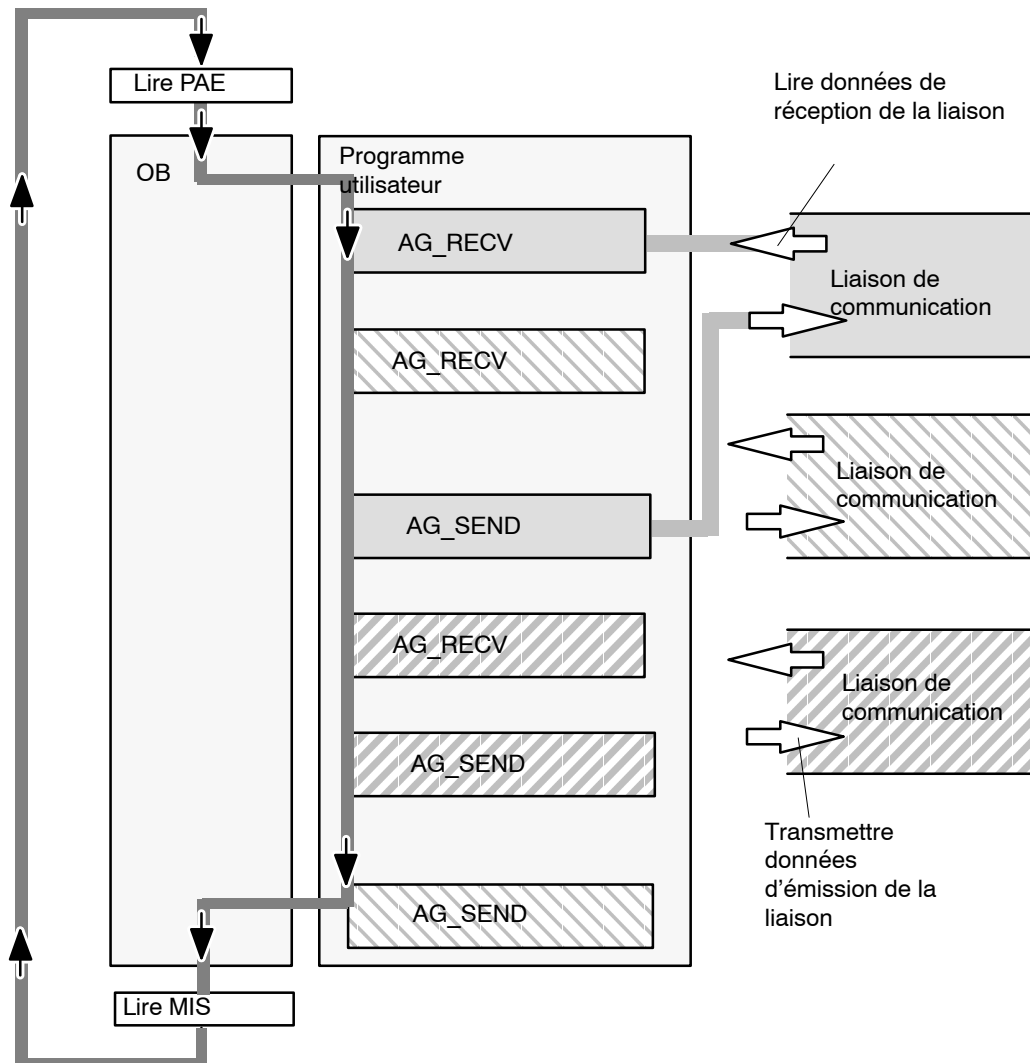 Lire PAE
Lire données de
réception de la liaison
OB
Programme
utilisateur
AG_RECV
Liaison de
communication
AG_RECV
Liaison de
communication
AG_SEND
AG_RECV
Liaison de
communication
AG_SEND
Transmettre
données
d'émission de la
liaison
AG_SEND
Lire MIS